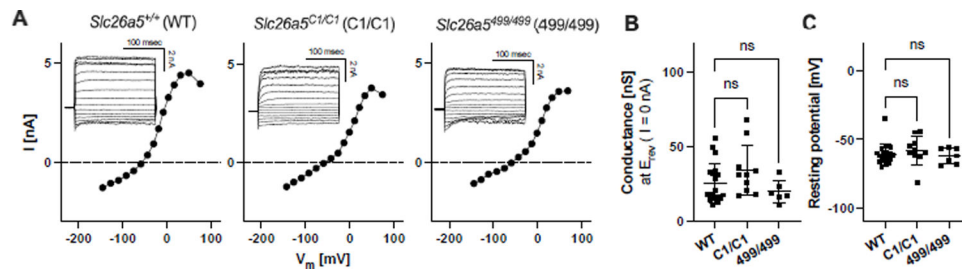 A
Slc26a5+/+ (WT)
Slc26a5C1/C1 (C1/C1)
Slc26a5499/499 (499/499)
100 msec
2 nA
100 msec
2 nA
100 msec
2 nA
I [nA]
5
0
5
0
5
0
-200 -100 0 100
-200 -100 0 100
-200 -100 0 100
Vm [mV]
B
ns
ns
Conductance [nS]
at Erev ( I = 0 nA)
100
50
0
WT
C1/C1
499/499
C
ns
ns
Resting potential [mV]
0
-50
-100
WT
C1/C1
499/499